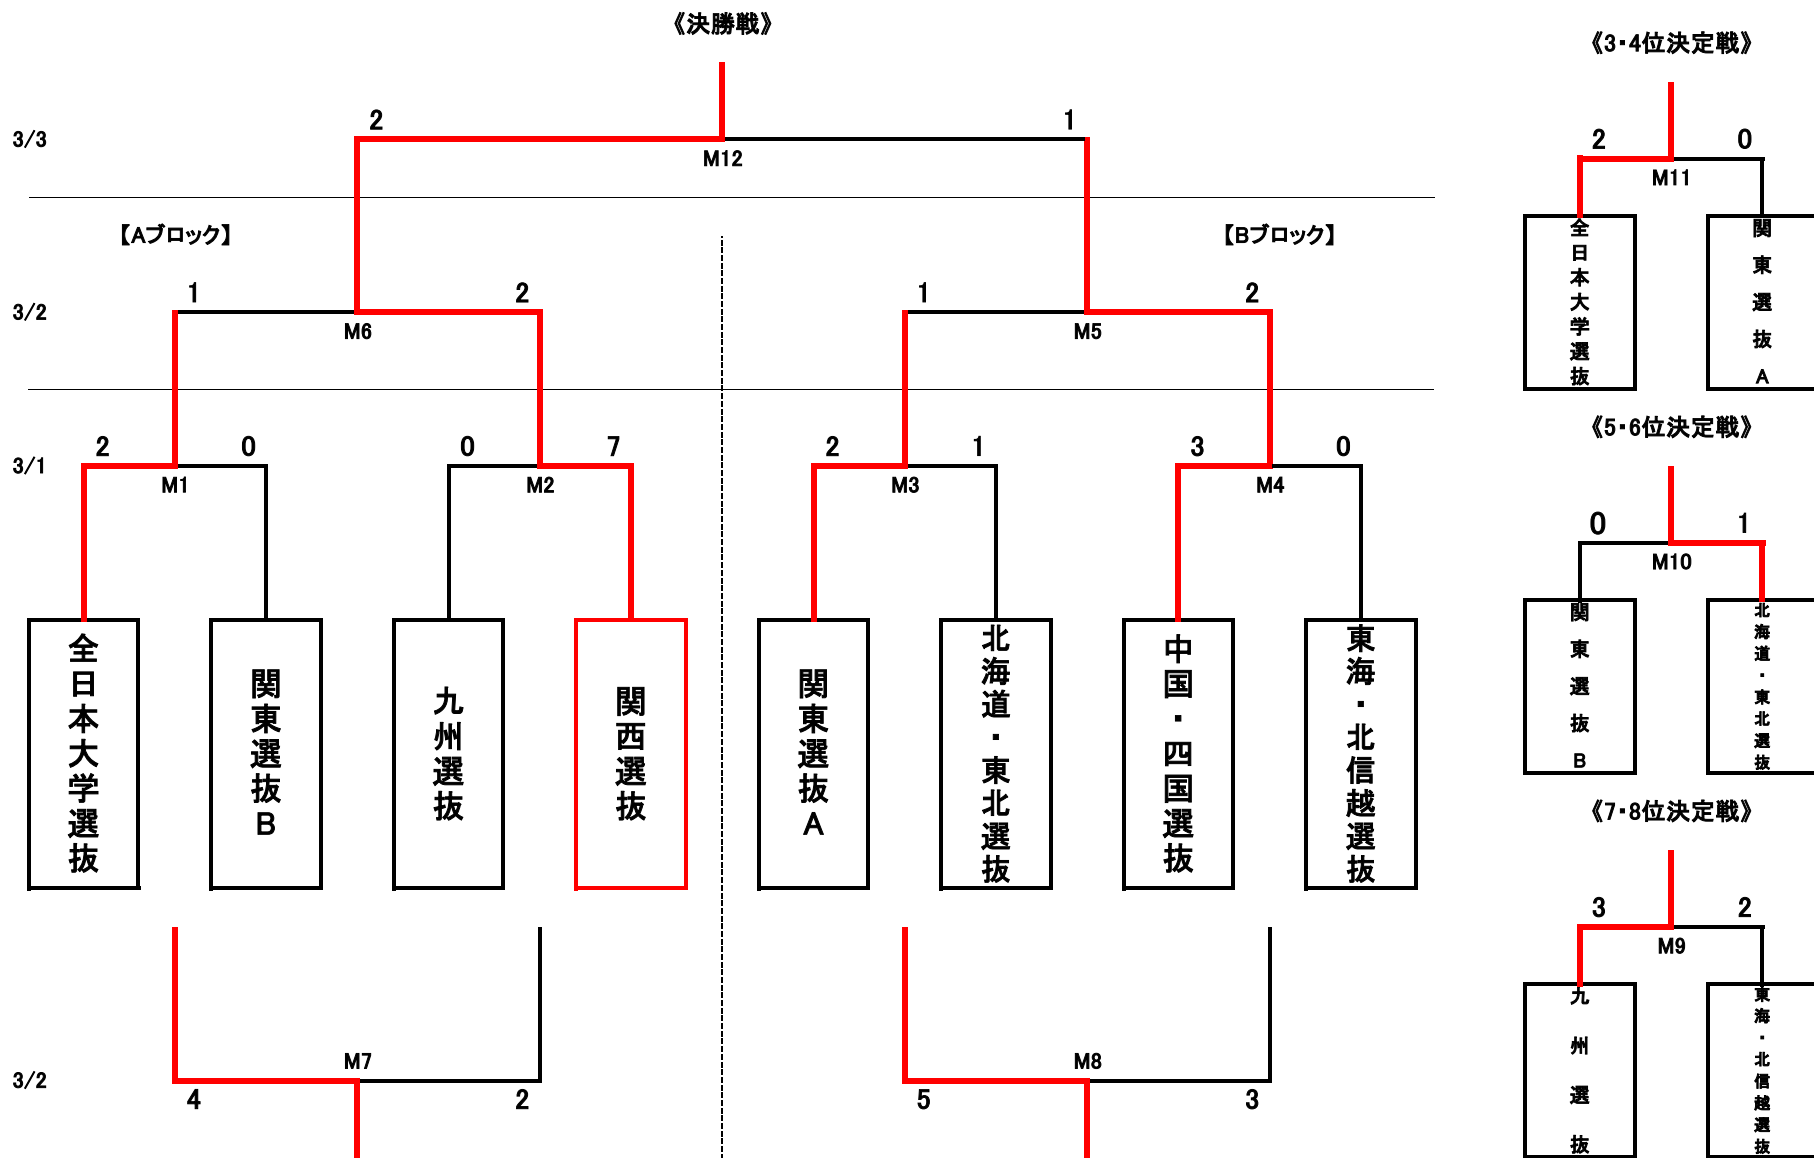 《決勝戦》
2
1
3/3
M12
【Aブロック】
【Bブロック】
1
2
1
2
3/2
M6
M5
2
0
0
7
2
1
3
0
3/1
M1
M2
M3
M4
全日本大学選抜
関東選抜B
九州選抜
関西選抜
関東選抜A
北海道・東北選抜
中国・四国選抜
東海・北信越選抜
M7
M8
3/2
4
2
5
3
《3・4位決定戦》
2
0
M11
全日本大学選抜
関東選抜A
《5・6位決定戦》
0
1
M10
関東選抜B
北海道・東北選抜
《7・8位決定戦》
3
2
M9
九州選抜
東海・北信越選抜